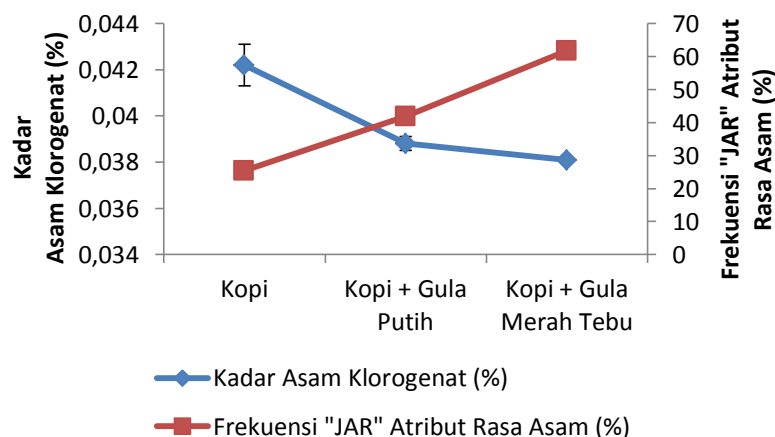 Kadar
Asam Klorogenat (%)
0,044
0,042
0,04
0,038
0,036
0,034
70
60
50
40
30
20
10
0
Frekuensi "JAR" Atribut
Rasa Asam (%)
Kopi
Kopi + Gula
Putih
Kopi + Gula
Merah Tebu
Kadar Asam Klorogenat (%)
Frekuensi "JAR" Atribut Rasa Asam (%)